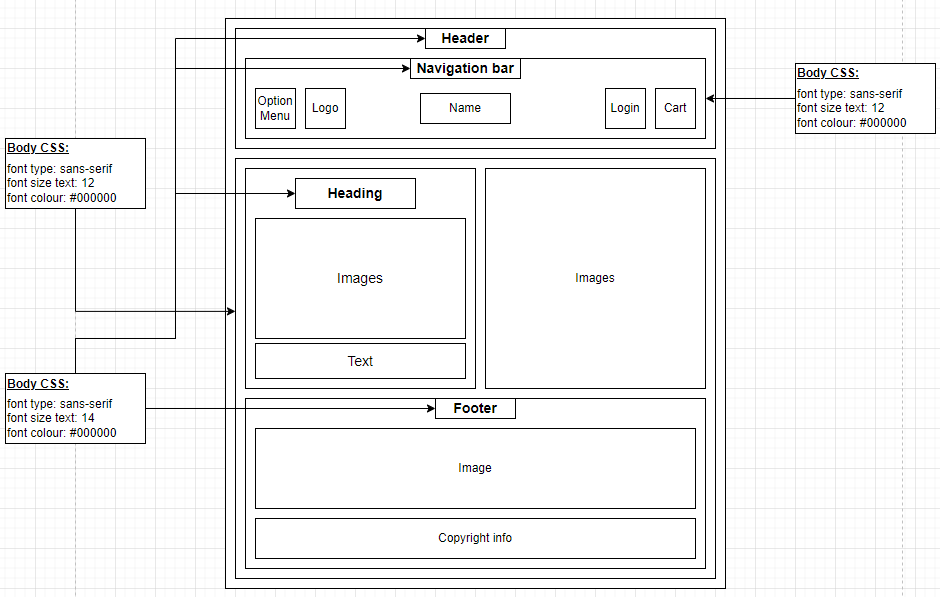 Header
Navigation bar
Option
Menu
Logo
Name
Login
Cart
Body CSS:
font type: sans-serif
font size text: 12
font colour: #000000
Body CSS:
font type: sans-serif
font size text: 12
font colour: #000000
Heading
Images
Images
Text
Body CSS:
font type: sans-serif
font size text: 14
font colour: #000000
Footer
Image
Copyright info